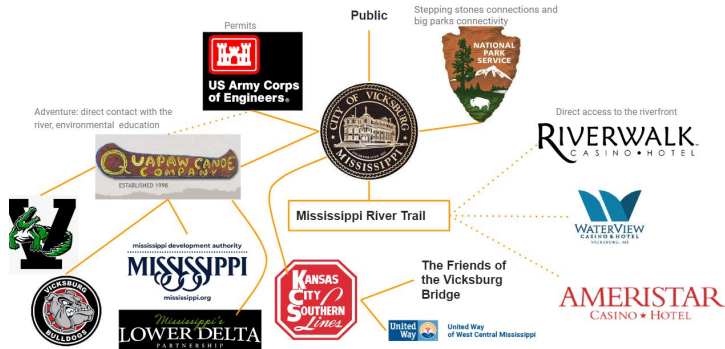 Public
Stepping stones connections and
big parks connectivity
Permits
US Army Corps
of Engineers®
NATIONAL
PARK
SERVICE
CITY OF VICKSBURG
MISSISSIPPI
Adventure: direct contact with the
river, environmental education
QUAPAW CANOE
COMPANY
ESTABLISHED 1998
Direct access to the riverfront
RIVERWALK
CASINO • HOTEL
Mississippi River Trail
WATERVIEW
CASINO & HOTEL
VICKSBURG, MS
V
mississippi development authority
MISSISSIPPI
mississippi.org
KANSAS
CITY
SOUTHERN
Lines
The Friends of
the Vicksburg
Bridge
AMERISTAR
CASINO ★ HOTEL
VICKSBURG
BULLDOGS
Mississippi's
LOWER DELTA
PARTNERSHIP
United
Way
United Way
of West Central Mississippi